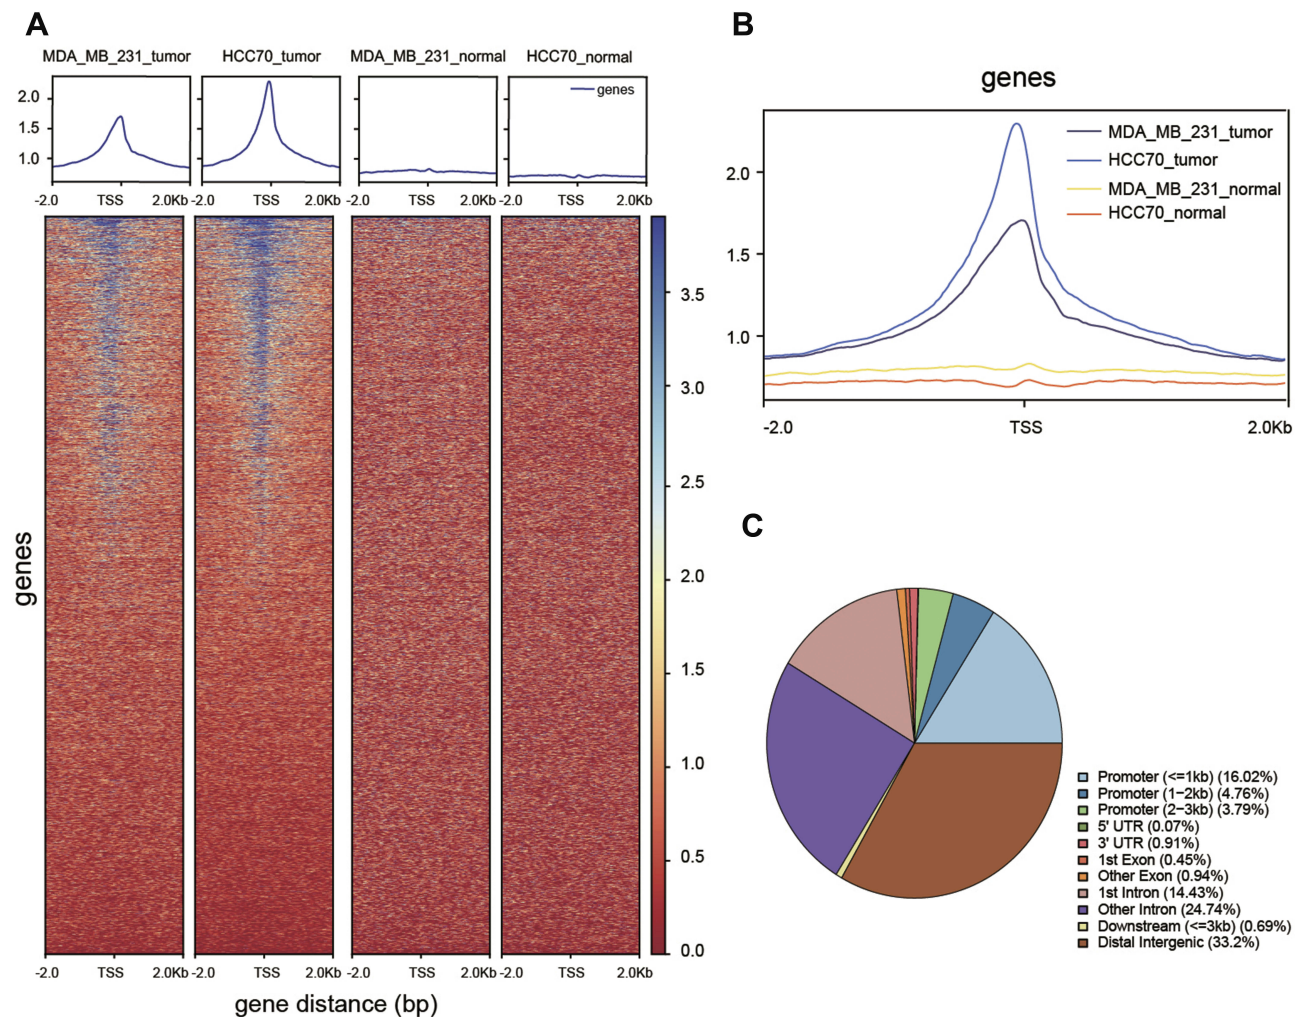 A
MDA_MB_231_tumor
HCC70_tumor
MDA_MB_231_normal
HCC70_normal
genes
2.0
1.5
1.0
-2.0 TSS 2.0Kb
-2.0 TSS 2.0Kb
-2.0 TSS 2.0Kb
-2.0 TSS 2.0Kb
genes
3.5
3.0
2.5
2.0
1.5
1.0
0.5
0.0
-2.0 TSS 2.0Kb
-2.0 TSS 2.0Kb
-2.0 TSS 2.0Kb
-2.0 TSS 2.0Kb
gene distance (bp)
B
genes
MDA_MB_231_tumor
HCC70_tumor
MDA_MB_231_normal
HCC70_normal
2.0
1.5
1.0
-2.0 TSS 2.0Kb
C
Promoter (<=1kb) (16.02%)
Promoter (1−2kb) (4.76%)
Promoter (2−3kb) (3.79%)
5' UTR (0.07%)
3' UTR (0.91%)
1st Exon (0.45%)
Other Exon (0.94%)
1st Intron (14.43%)
Other Intron (24.74%)
Downstream (<=3kb) (0.69%)
Distal Intergenic (33.2%)